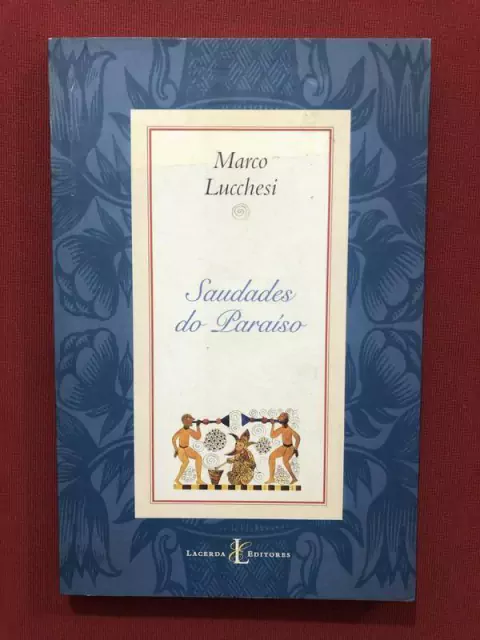 Marco
Lucchesi
Saudades
do Paraíso
LACERDA EDITORES